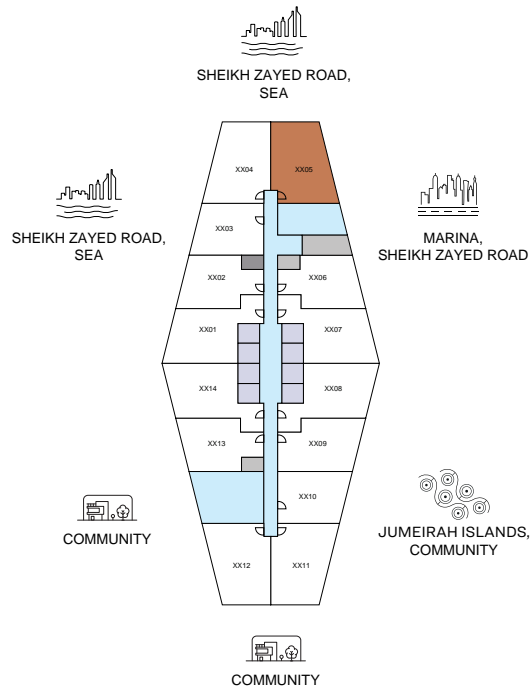 SHEIKH ZAYED ROAD,
SEA
XX04
XX05
SHEIKH ZAYED ROAD,
SEA
XX03
MARINA,
SHEIKH ZAYED ROAD
XX02
XX06
XX01
XX07
XX14
XX08
XX13
XX09
XX10
COMMUNITY
JUMEIRAH ISLANDS,
COMMUNITY
XX12
XX11
COMMUNITY